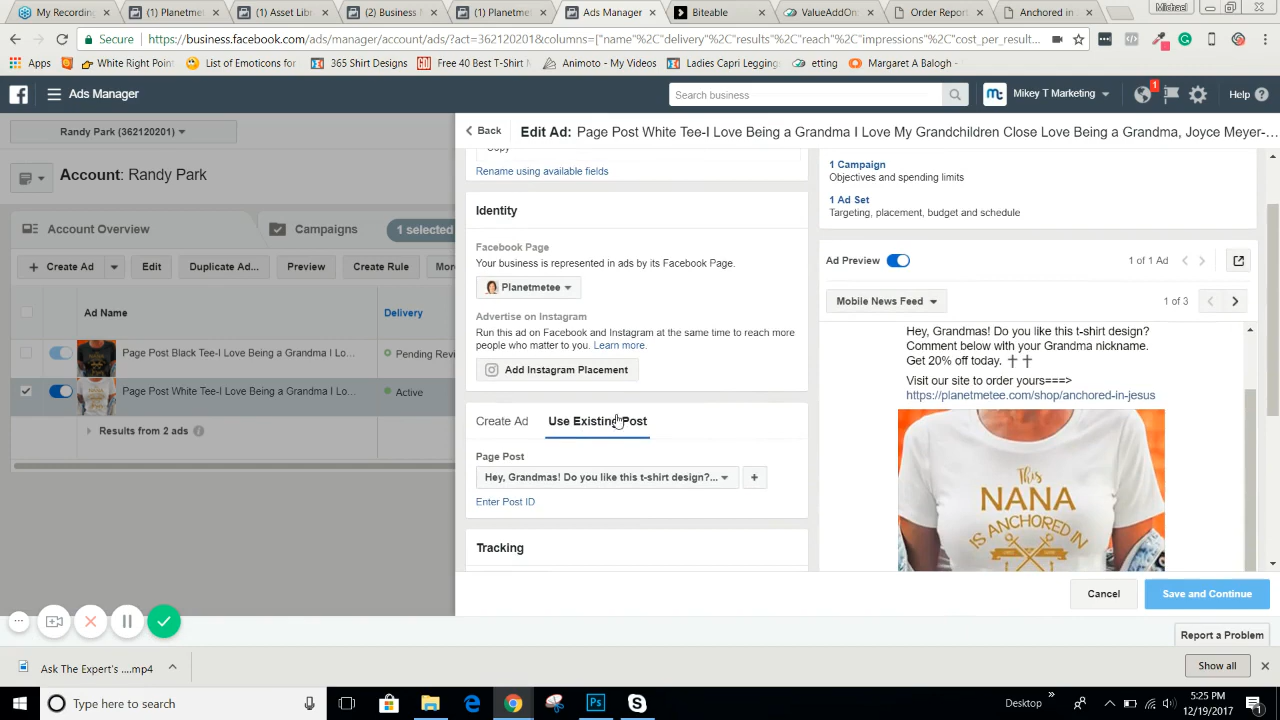 My Recordings
(1) Planetmet
(1) Asset Lib
(2) Business
(1) Planetme
Ads Manager
Biteable
ValueAddOn
Order Report
Anchored in
Michael
Secure
https://business.facebook.com/ads/manager/account/ads/?act=362120201&columns=["name"%2C"delivery"%2C"results"%2C"reach"%2C"impressions"%2C"cost_per_result...
Apps
White Right Point
List of Emoticons for
365 Shirt Designs
Free 40 Best T-Shirt
Animoto - My Videos
Ladies Capri Legging
etting
Margaret A Balogh -
Ads Manager
Search business
Mikey T Marketing
1
Help
Randy Park (362120201)
Account: Randy Park
Account Overview
Campaigns
1 selected
Create Ad
Edit
Duplicate Ad...
Preview
Create Rule
Mor
Ad Name
Delivery
Page Post Black Tee-I Love Being a Grandma I Lo...
Pending Revi
Page Post White Tee-I Love Being a Grandma I Lo...
Active
Results from 2 ads
Back
Edit Ad: Page Post White Tee-I Love Being a Grandma I Love My Grandchildren Close Love Being a Grandma, Joyce Meyer-...
Copy
Rename using available fields
Identity
Facebook Page
Your business is represented in ads by its Facebook Page.
Planetmetee
Advertise on Instagram
Run this ad on Facebook and Instagram at the same time to reach more
people who matter to you. Learn more.
Add Instagram Placement
Create Ad
Use Existing Post
Page Post
Hey, Grandmas! Do you like this t-shirt design?...
+
Enter Post ID
Tracking
1 Campaign
Objectives and spending limits
1 Ad Set
Targeting, placement, budget and schedule
Ad Preview
1 of 1 Ad
Mobile News Feed
1 of 3
Hey, Grandmas! Do you like this t-shirt design?
Comment below with your Grandma nickname.
Get 20% off today. ✝✝
Visit our site to order yours===>
https://planetmetee.com/shop/anchored-in-jesus
This
NANA
IS ANCHORED IN
Cancel
Save and Continue
Report a Problem
Ask The Expert's ....mp4
Show all
Type here to search
Desktop
5:25 PM
12/19/2017